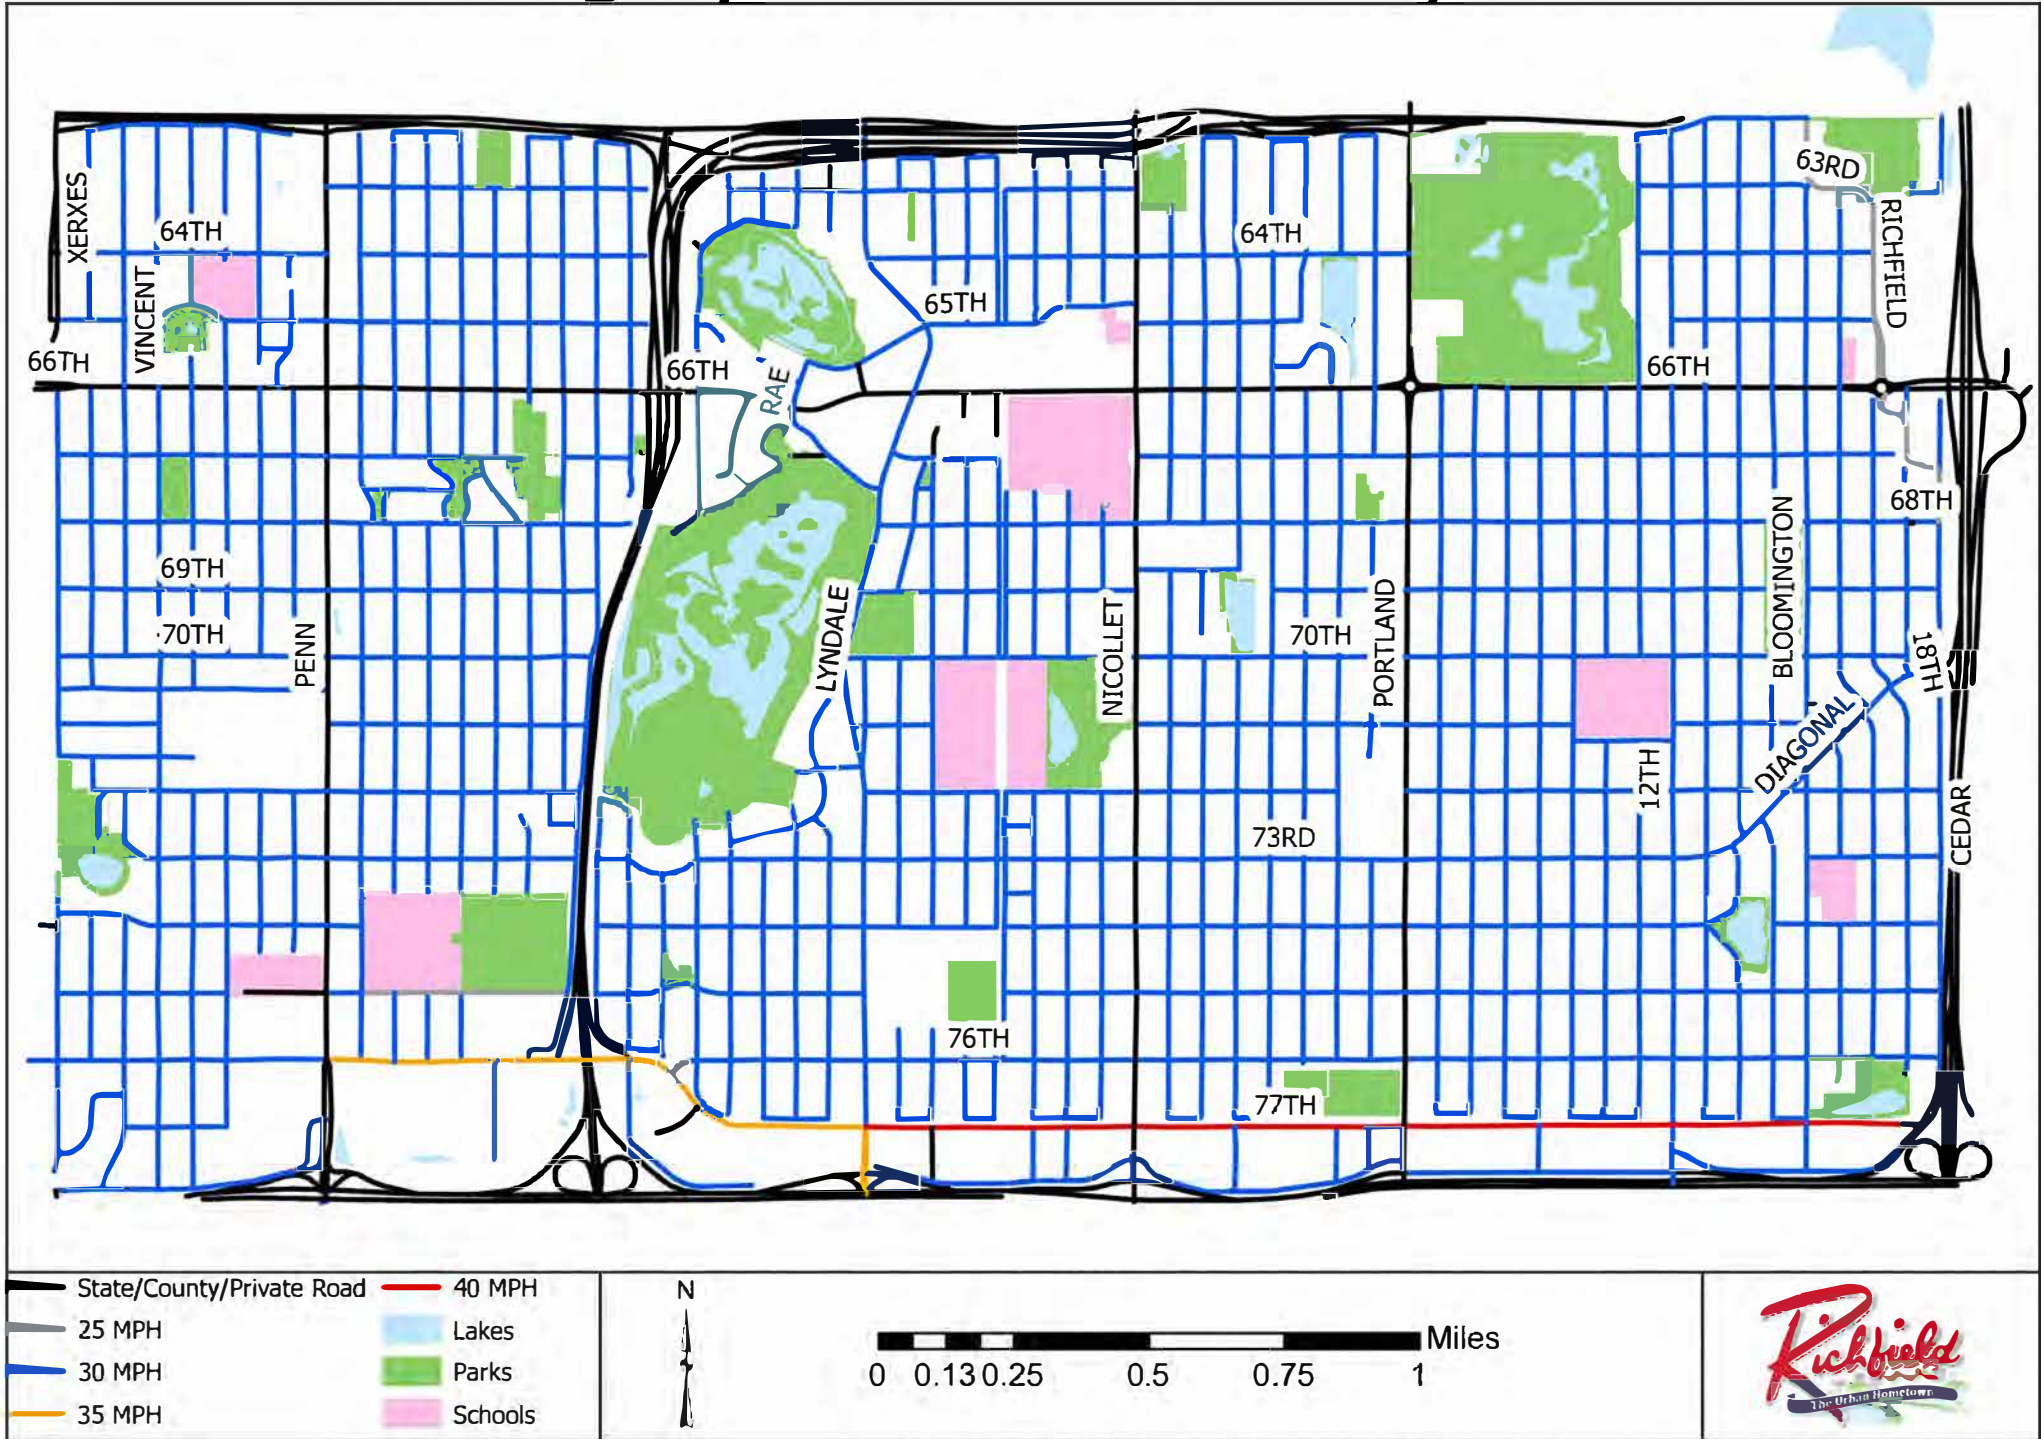 63RD
XERXES
64TH
64TH
RICHFIELD
VINCENT
65TH
66TH
66TH
RAE
66TH
68TH
BLOOMINGTON
69TH
70TH
PENN
LYNDALE
NICOLLET
70TH
PORTLAND
18TH
DIAGONAL
12TH
CEDAR
73RD
76TH
77TH
State/County/Private Road
25 MPH
30 MPH
35 MPH
40 MPH
Lakes
Parks
Schools
N
Miles
0 0.13 0.25 0.5 0.75 1
Richfield
The Urban Hometown